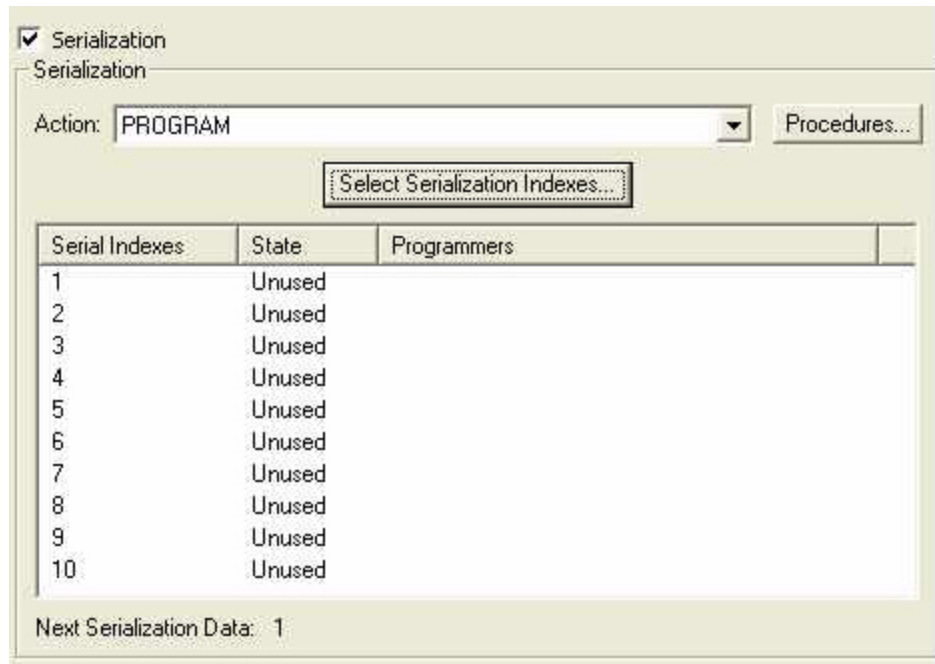 Serialization
Serialization
Action: PROGRAM Procedures...
Select Serialization Indexes...
Serial Indexes State Programmers
1 Unused
2 Unused
3 Unused
4 Unused
5 Unused
6 Unused
7 Unused
8 Unused
9 Unused
10 Unused
Next Serialization Data: 1